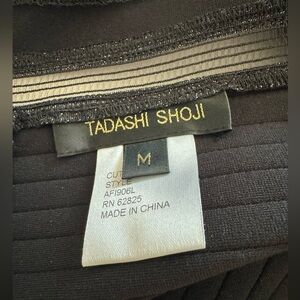 TADASHI SHOJI
M
CUT
STYLE
AFI906L
RN 62825
MADE IN CHINA